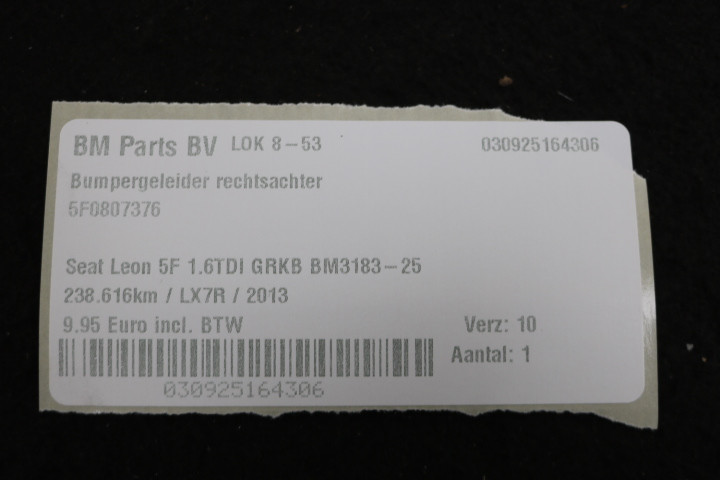 BM Parts BV LOK 8-53 030925164306
Bumpergeleider rechtsachter
5F0807376
Seat Leon 5F 1.6TDI GRKB BM3183-25
238.616km / LX7R / 2013
9.95 Euro incl. BTW Verz: 10
Aantal: 1
030925164306